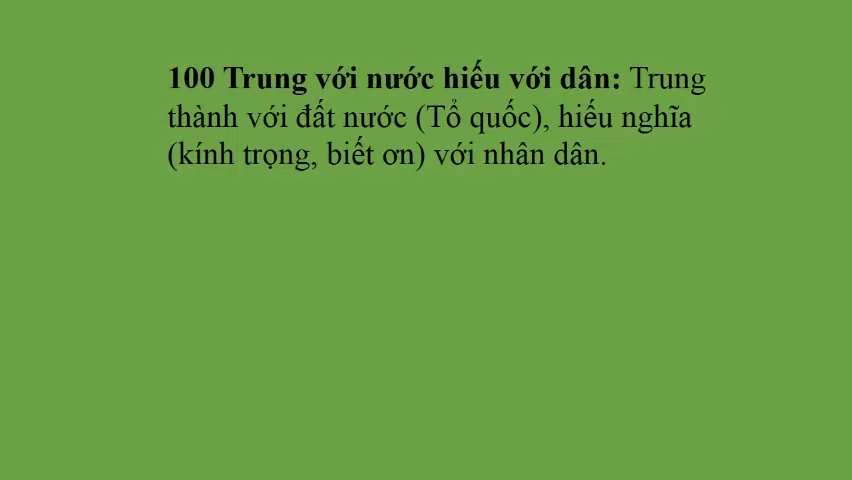 100 Trung với nước hiếu với dân: Trung
thành với đất nước (Tổ quốc), hiếu nghĩa
(kính trọng, biết ơn) với nhân dân.